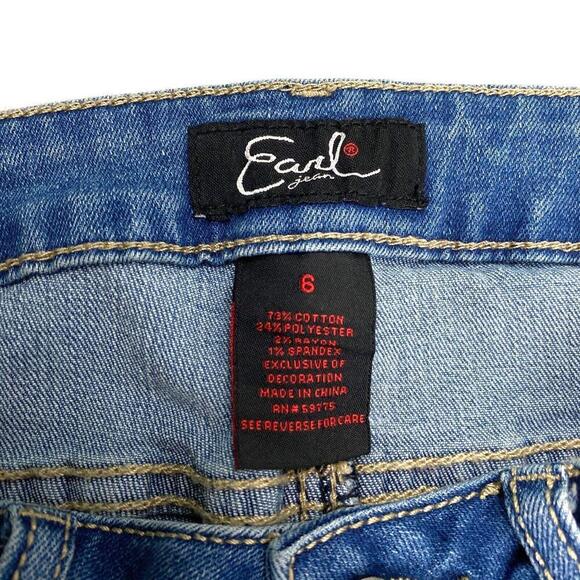 Earl®
jean
6
73% COTTON
24% POLYESTER
2% RAYON
1% SPANDEX
EXCLUSIVE OF
DECORATION
MADE IN CHINA
RN# 59775
SEE REVERSE FOR CARE